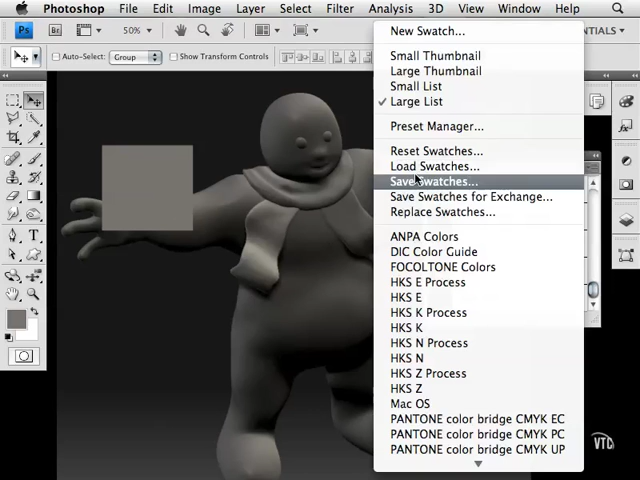 Photoshop File Edit Image Layer Select Filter Analysis 3D View Window Help
Ps Br 50% ENTIALS
Auto-Select: Group Show Transform Controls
New Swatch...
Small Thumbnail
Large Thumbnail
Small List
✓ Large List
Preset Manager...
Reset Swatches...
Load Swatches...
Save Swatches...
Save Swatches for Exchange...
Replace Swatches...
ANPA Colors
DIC Color Guide
FOCOLTONE Colors
HKS E Process
HKS E
HKS K Process
HKS K
HKS N Process
HKS N
HKS Z Process
HKS Z
Mac OS
PANTONE color bridge CMYK EC
PANTONE color bridge CMYK PC
PANTONE color bridge CMYK UP
VTC